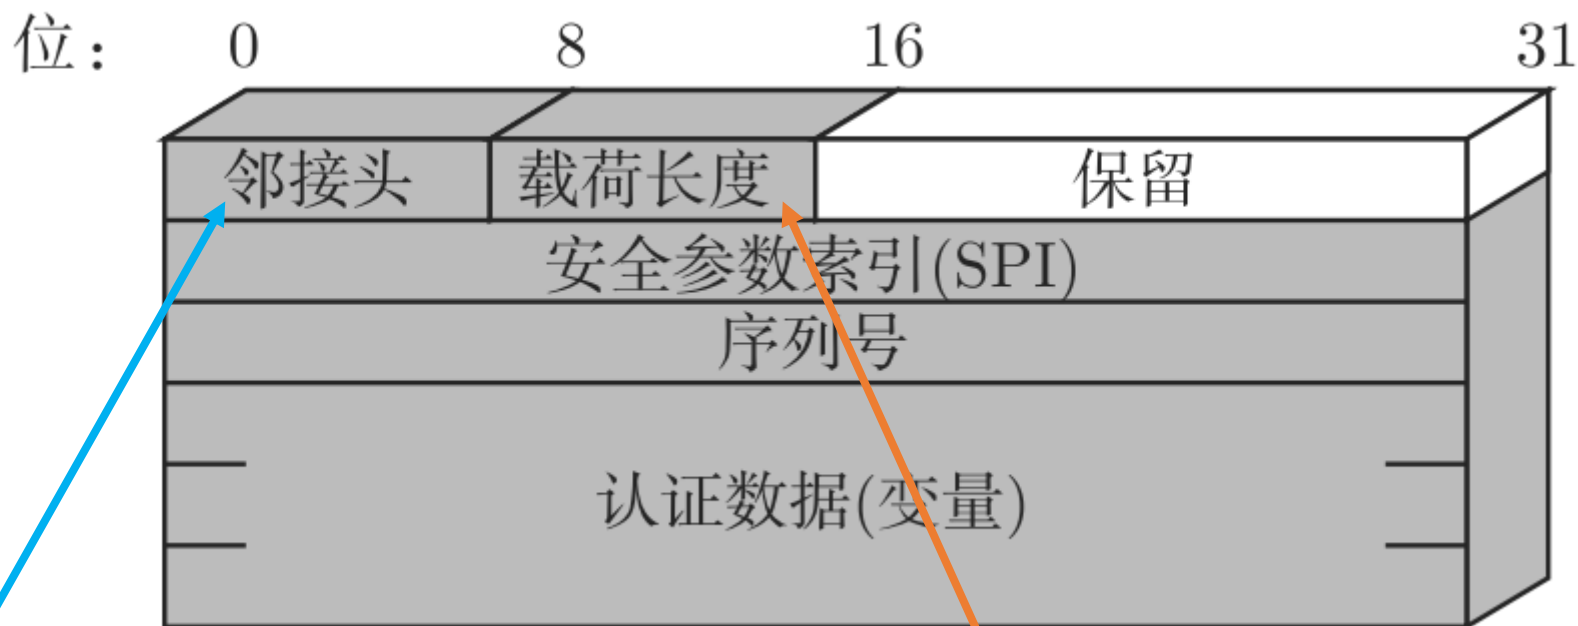 位： 0 8 16 31
邻接头 载荷长度 保留
安全参数索引(SPI)
序列号
认证数据(变量)